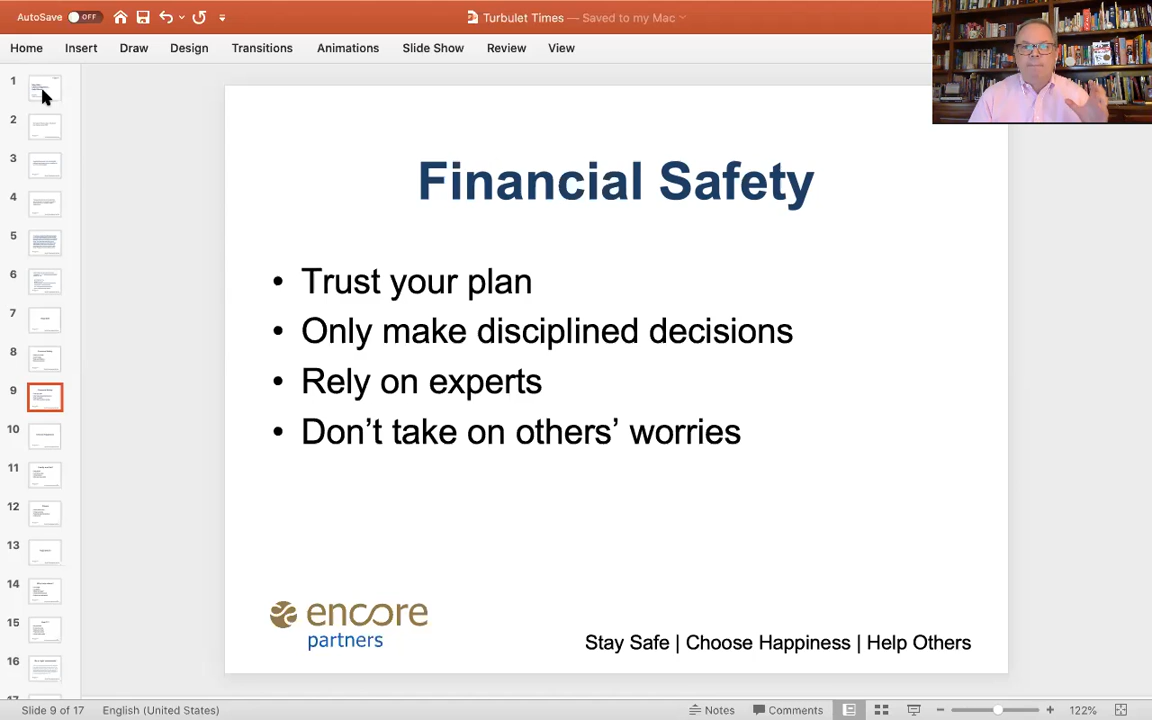 AutoSave OFF
Turbulet Times — Saved to my Mac
Home Insert Draw Design Transitions Animations Slide Show Review View
1
2
3
4
5
6
7
8
9
10
11
12
13
14
15
16
17
Financial Safety
• Trust your plan
• Only make disciplined decisions
• Rely on experts
• Don’t take on others’ worries
encore
partners
Stay Safe | Choose Happiness | Help Others
Slide 9 of 17 English (United States) Notes Comments 122%